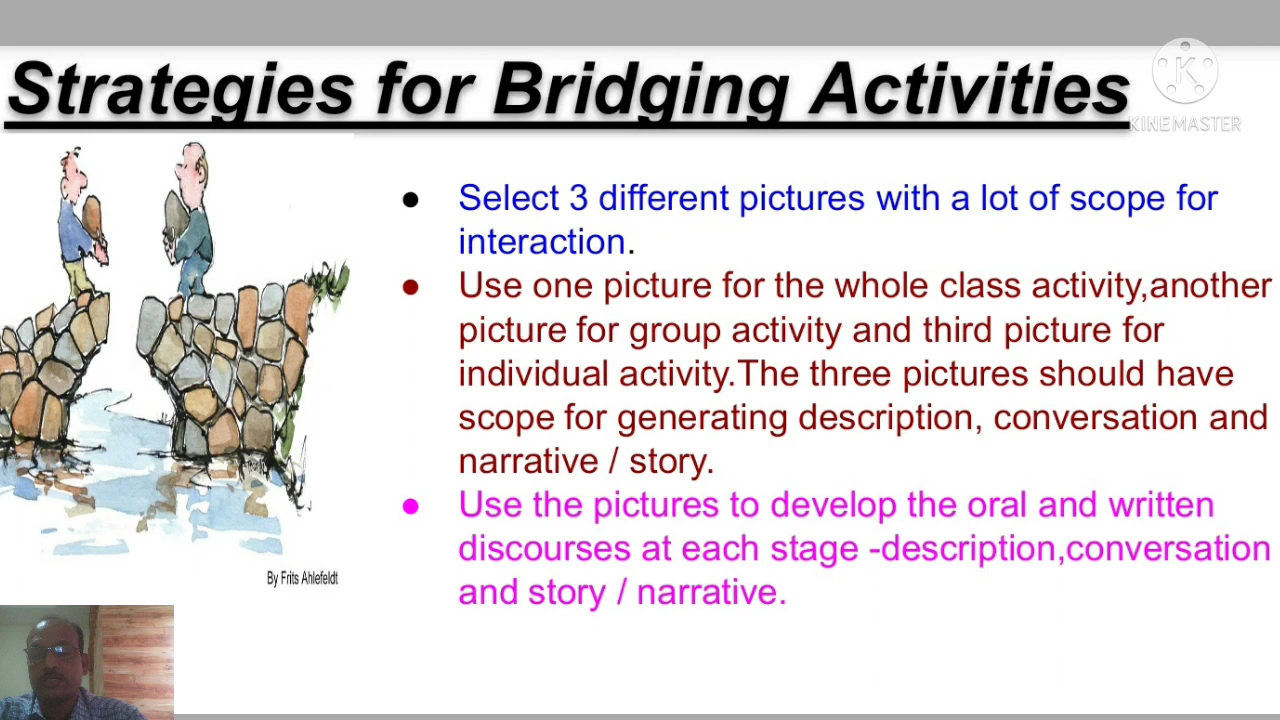 Strategies for Bridging Activities
K
KINEMASTER
● Select 3 different pictures with a lot of scope for
interaction.
● Use one picture for the whole class activity,another
picture for group activity and third picture for
individual activity.The three pictures should have
scope for generating description, conversation and
narrative / story.
● Use the pictures to develop the oral and written
discourses at each stage -description,conversation
and story / narrative.
By Frits Ahlefeldt